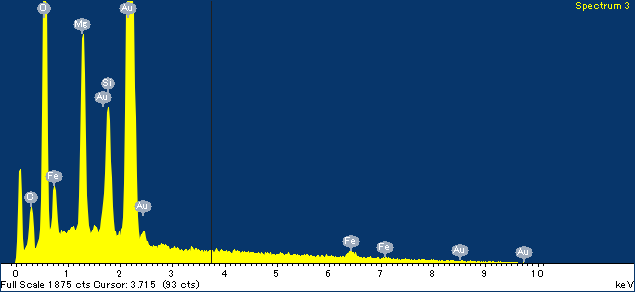 Spectrum 3
O Au
Mg
Si
Au
Fe
Au
Fe
Fe
Au
Au
0 1 2 3 4 5 6 7 8 9 10
Full Scale 1875 cts Cursor: 3.715 (93 cts) keV